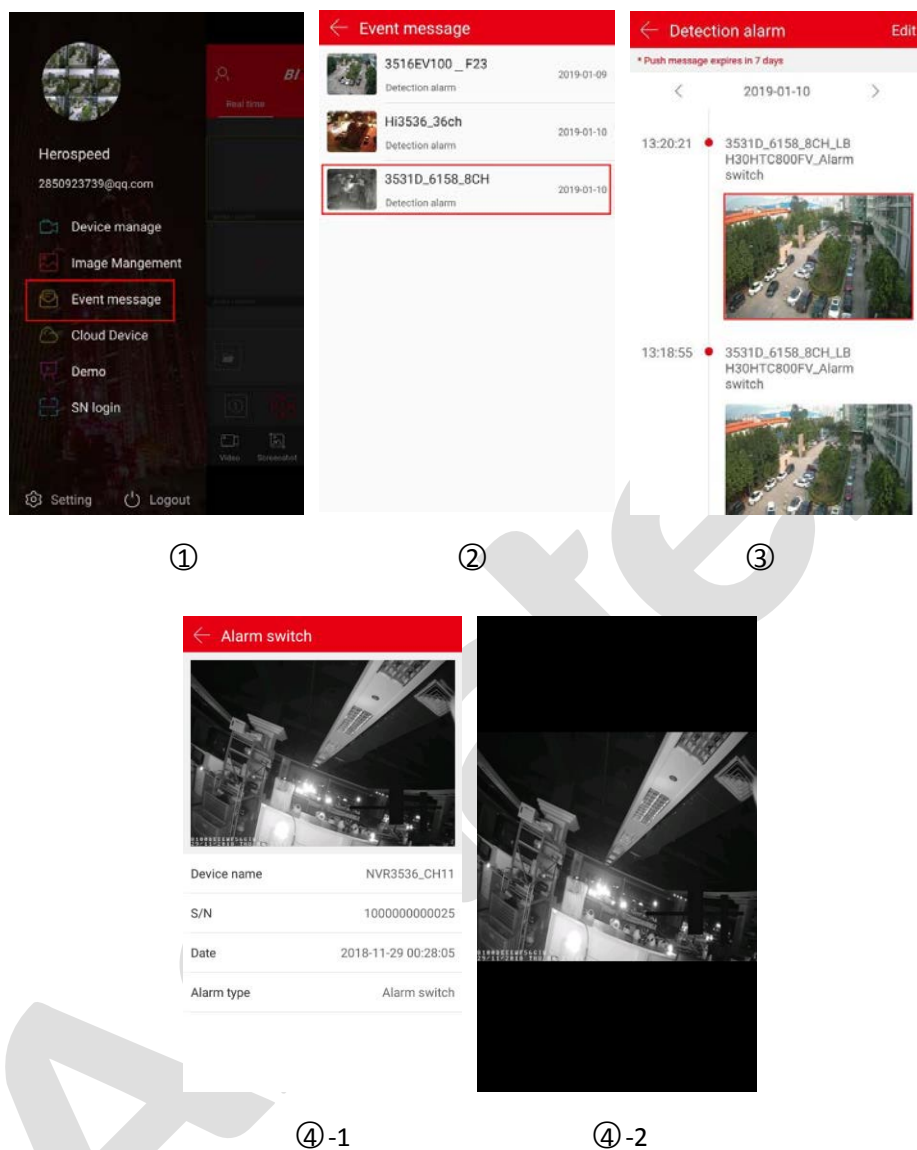 BI
Real time
Herospeed
2850923739@qq.com
Device manage
Image Mangement
Event message
Cloud Device
Demo
SN login
Video Screenshot
Setting Logout
①
Event message
3516EV100 _ F23
Detection alarm
2019-01-09
Hi3536_36ch
Detection alarm
2019-01-10
3531D_6158_8CH
Detection alarm
2019-01-10
②
Detection alarm Edit
* Push message expires in 7 days
< 2019-01-10 >
13:20:21 3531D_6158_8CH_LB
H30HTC800FV_Alarm
switch
13:18:55 3531D_6158_8CH_LB
H30HTC800FV_Alarm
switch
③
Alarm switch
Device name NVR3536_CH11
S/N 1000000000025
Date 2018-11-29 00:28:05
Alarm type Alarm switch
④-1
④-2